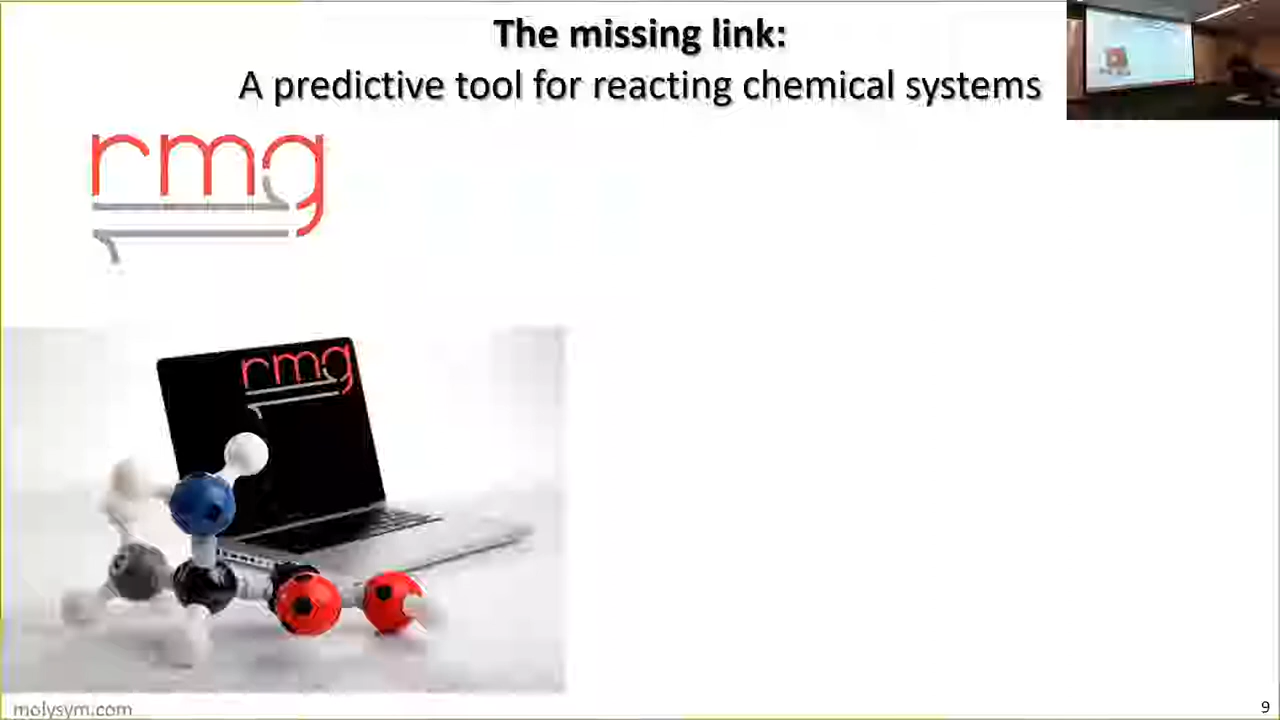 The missing link:
A predictive tool for reacting chemical systems
rmg
rmg
molysym.com
9